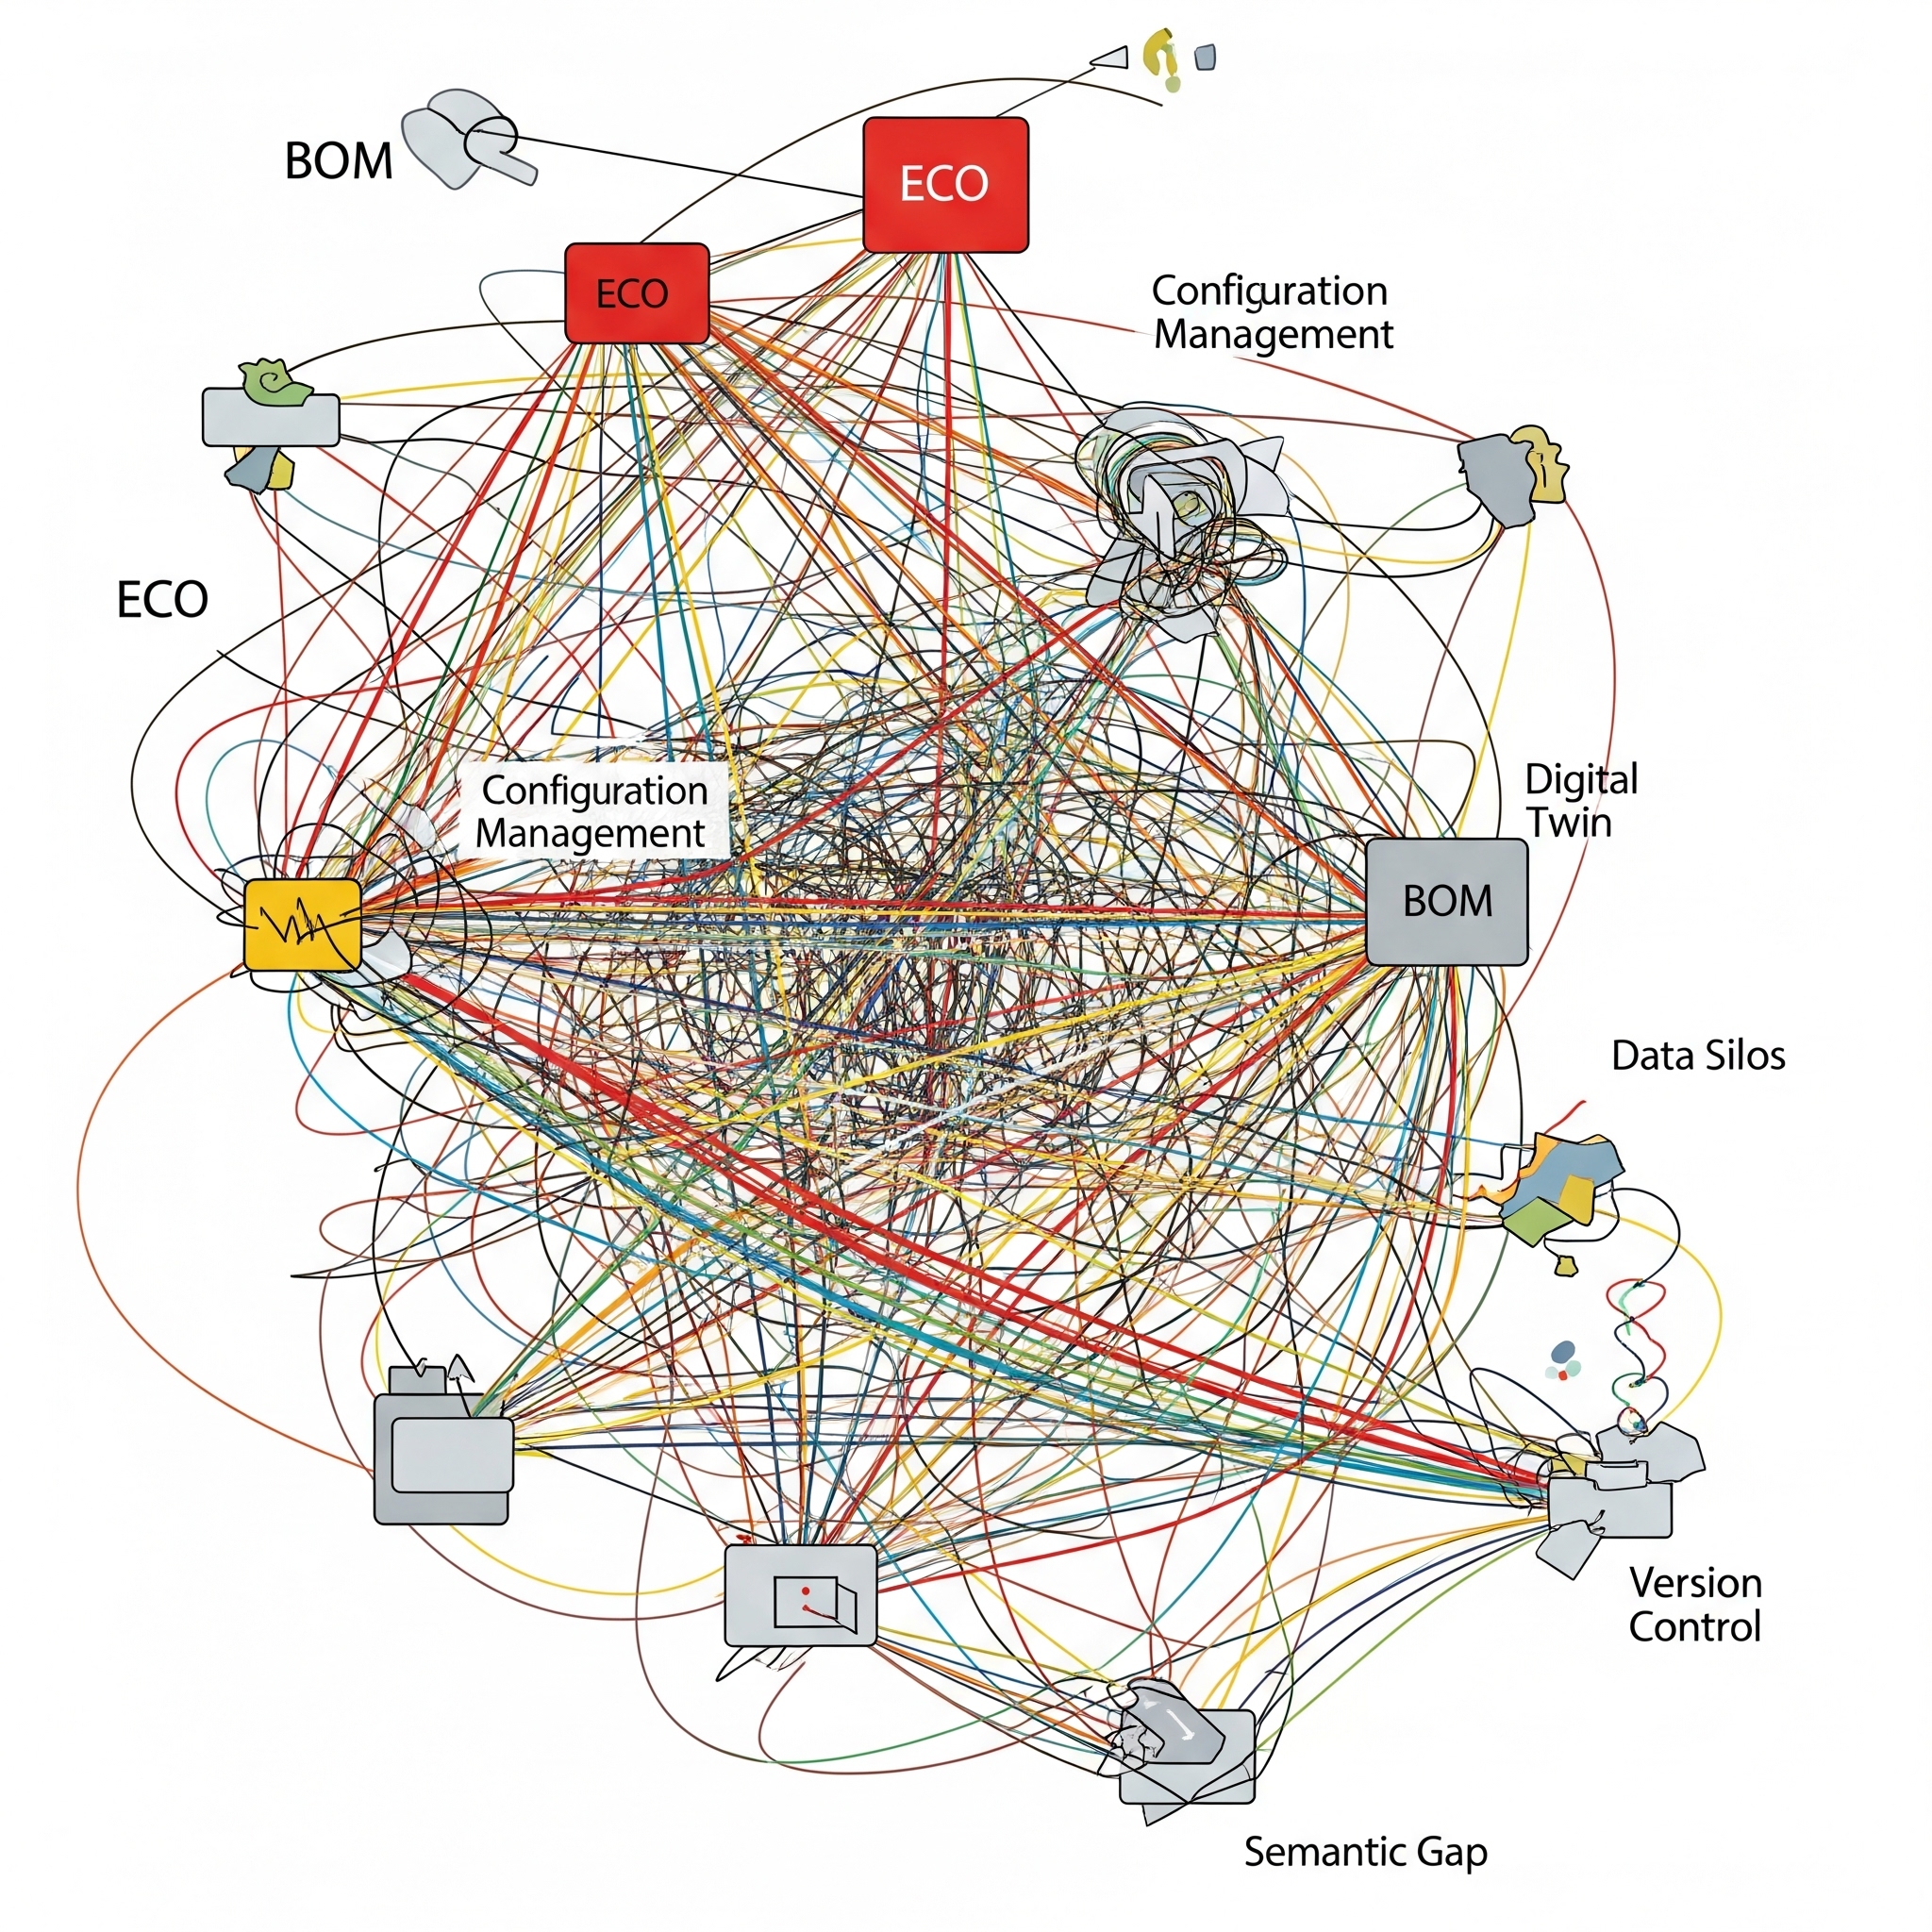 BOM
ECO
ECO
Configuration
Management
ECO
Configuration
Management
Digital
Twin
BOM
Data Silos
Version
Control
Semantic Gap